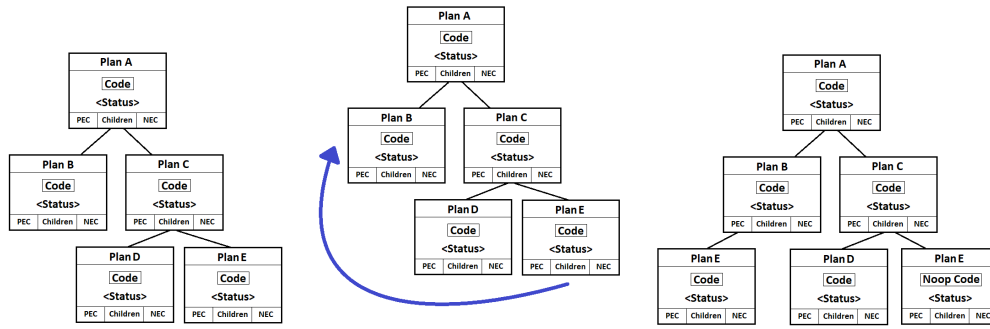 Plan A
Code
<Status>
PEC Children NEC
Plan B
Code
<Status>
PEC Children NEC
Plan C
Code
<Status>
PEC Children NEC
Plan D
Code
<Status>
PEC Children NEC
Plan E
Code
<Status>
PEC Children NEC
Plan A
Code
<Status>
PEC Children NEC
Plan B
Code
<Status>
PEC Children NEC
Plan C
Code
<Status>
PEC Children NEC
Plan D
Code
<Status>
PEC Children NEC
Plan E
Code
<Status>
PEC Children NEC
Plan A
Code
<Status>
PEC Children NEC
Plan B
Code
<Status>
PEC Children NEC
Plan C
Code
<Status>
PEC Children NEC
Plan E
Code
<Status>
PEC Children NEC
Plan D
Code
<Status>
PEC Children NEC
Plan E
Noop Code
<Status>
PEC Children NEC